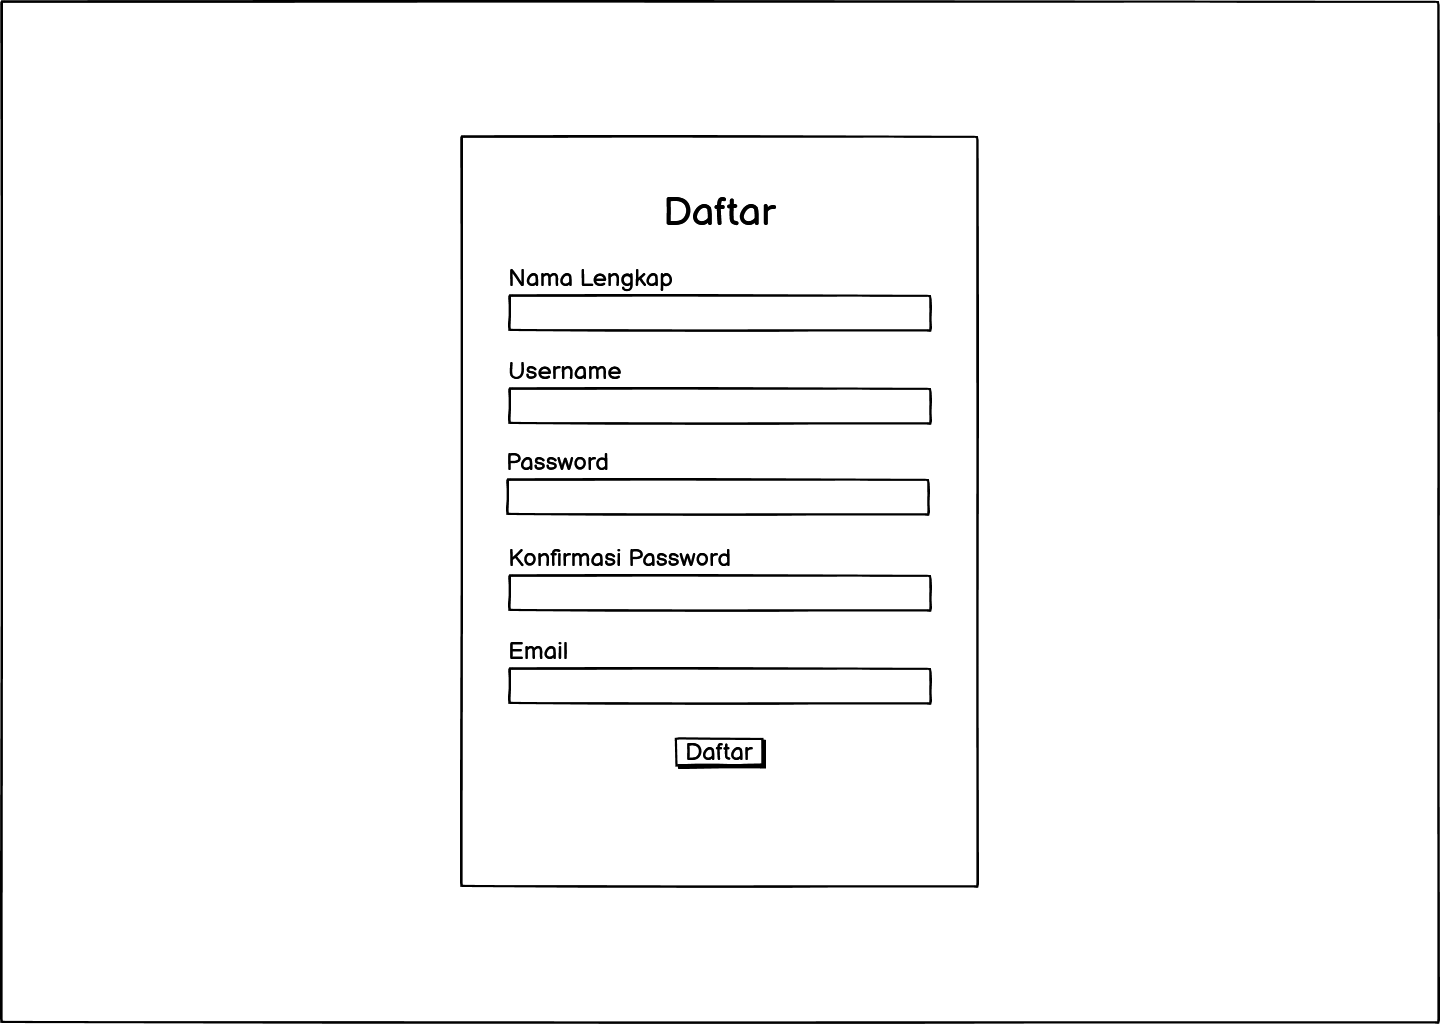 Daftar
Nama Lengkap
Username
Password
Konfirmasi Password
Email
Daftar